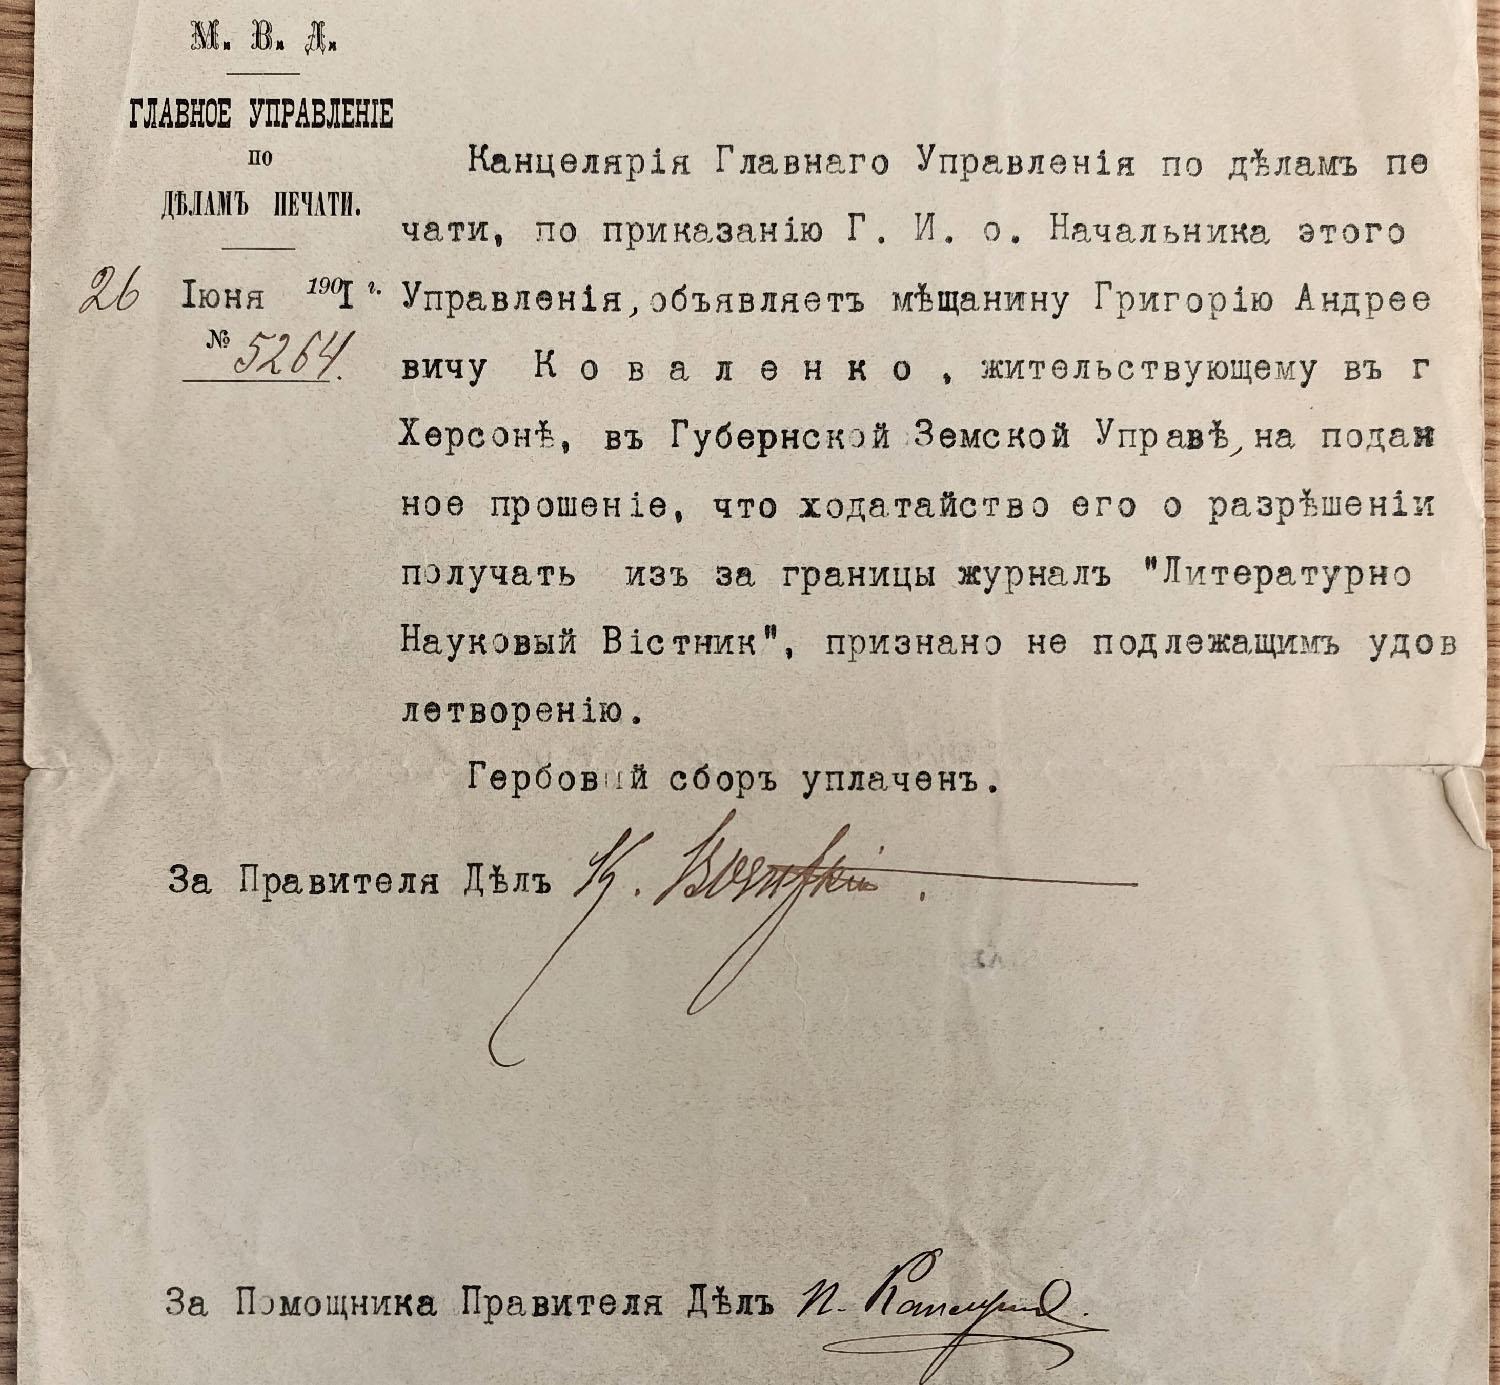 М. В. Д.
ГЛАВНОЕ УПРАВЛЕНІЕ
ПО
ДѢЛАМЪ ПЕЧАТИ.
26 Іюня 190I г.
№ 5264.
Канцелярія Главнаго Управленія по дѣламъ пе
чати, по приказанію Г. И. о. Начальника этого
Управленія, объявляетъ мѣщанину Григорію Андрее
вичу Коваленко, жительствующему въ г
Херсонѣ, въ Губернской Земской Управѣ, на подан
ное прошеніе, что ходатайство его о разрѣшеніи
получать изъ за границы журналъ "Литературно
Науковый Вістник", признано не подлежащимъ удов
летворенію.
Гербовый сборъ уплаченъ.
За Правителя Дѣлъ
За Помощника Правителя Дѣлъ